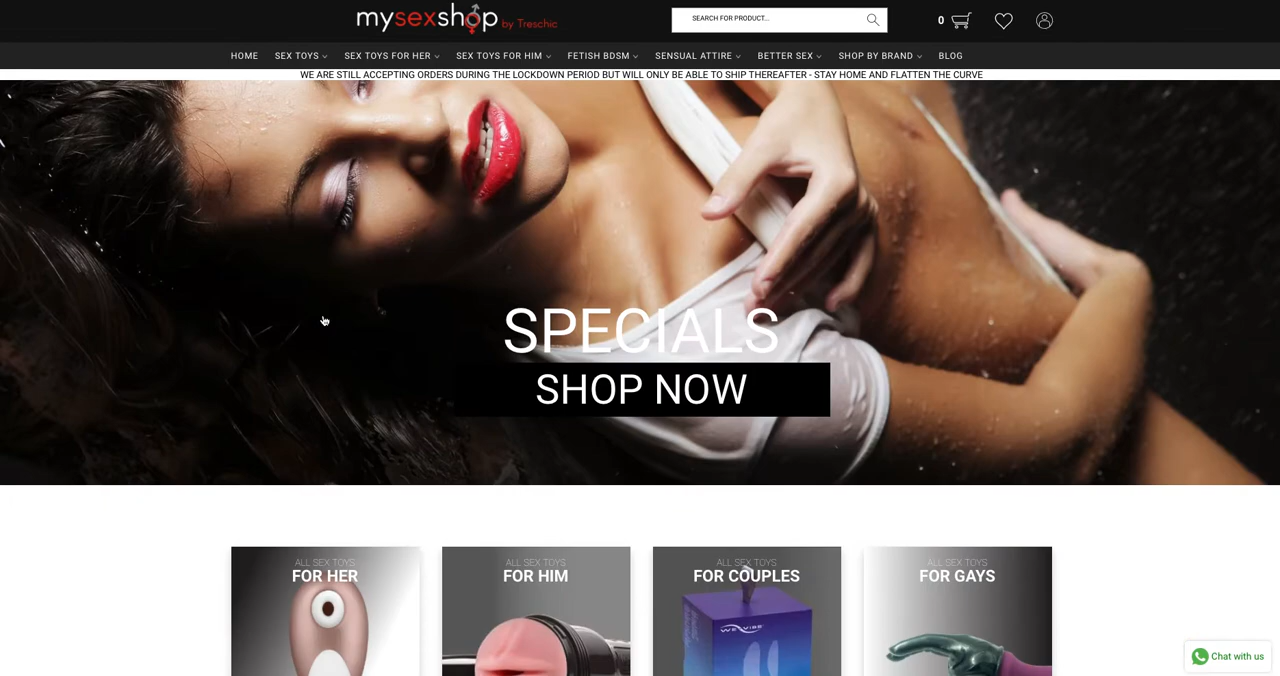 mysexshop by Treschic
SEARCH FOR PRODUCT...
0
HOME SEX TOYS SEX TOYS FOR HER SEX TOYS FOR HIM FETISH BDSM SENSUAL ATTIRE BETTER SEX SHOP BY BRAND BLOG
WE ARE STILL ACCEPTING ORDERS DURING THE LOCKDOWN PERIOD BUT WILL ONLY BE ABLE TO SHIP THEREAFTER - STAY HOME AND FLATTEN THE CURVE
SPECIALS
SHOP NOW
ALL SEX TOYS
FOR HER
ALL SEX TOYS
FOR HIM
ALL SEX TOYS
FOR COUPLES
ALL SEX TOYS
FOR GAYS
WE VIBE
Chat with us